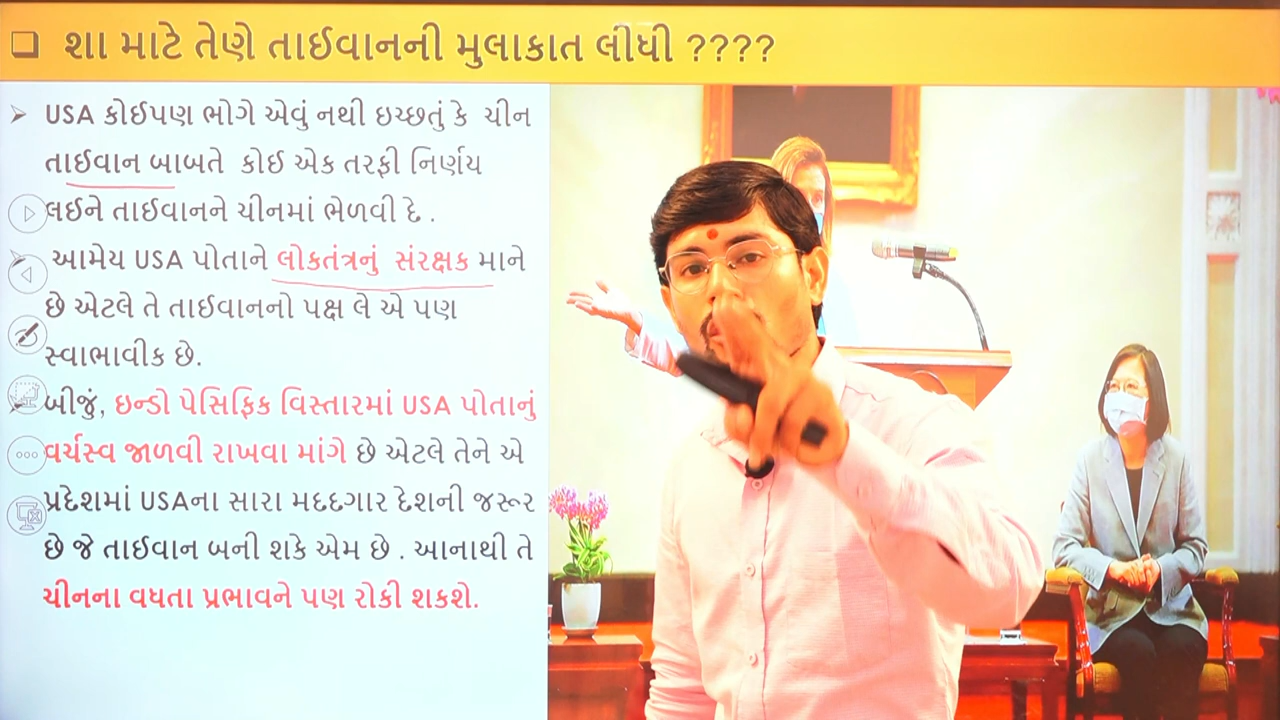 ❑ શા માટે તેણે તાઈવાનની મુલાકાત લીધી ????
➢ USA કોઈપણ ભોગે એવું નથી ઇચ્છતું કે ચીન
તાઈવાન બાબતે કોઈ એક તરફી નિર્ણય
લઈને તાઈવાનને ચીનમાં ભેળવી દે .
આમેય USA પોતાને લોકતંત્રનું સંરક્ષક માને
છે એટલે તે તાઈવાનનો પક્ષ લે એ પણ
સ્વાભાવીક છે.
બીજું, ઇન્ડો પેસિફિક વિસ્તારમાં USA પોતાનું
વર્ચસ્વ જાળવી રાખવા માંગે છે એટલે તેને એ
પ્રદેશમાં USAના સારા મદદગાર દેશની જરૂર
છે જે તાઈવાન બની શકે એમ છે . આનાથી તે
ચીનના વધતા પ્રભાવને પણ રોકી શકશે.